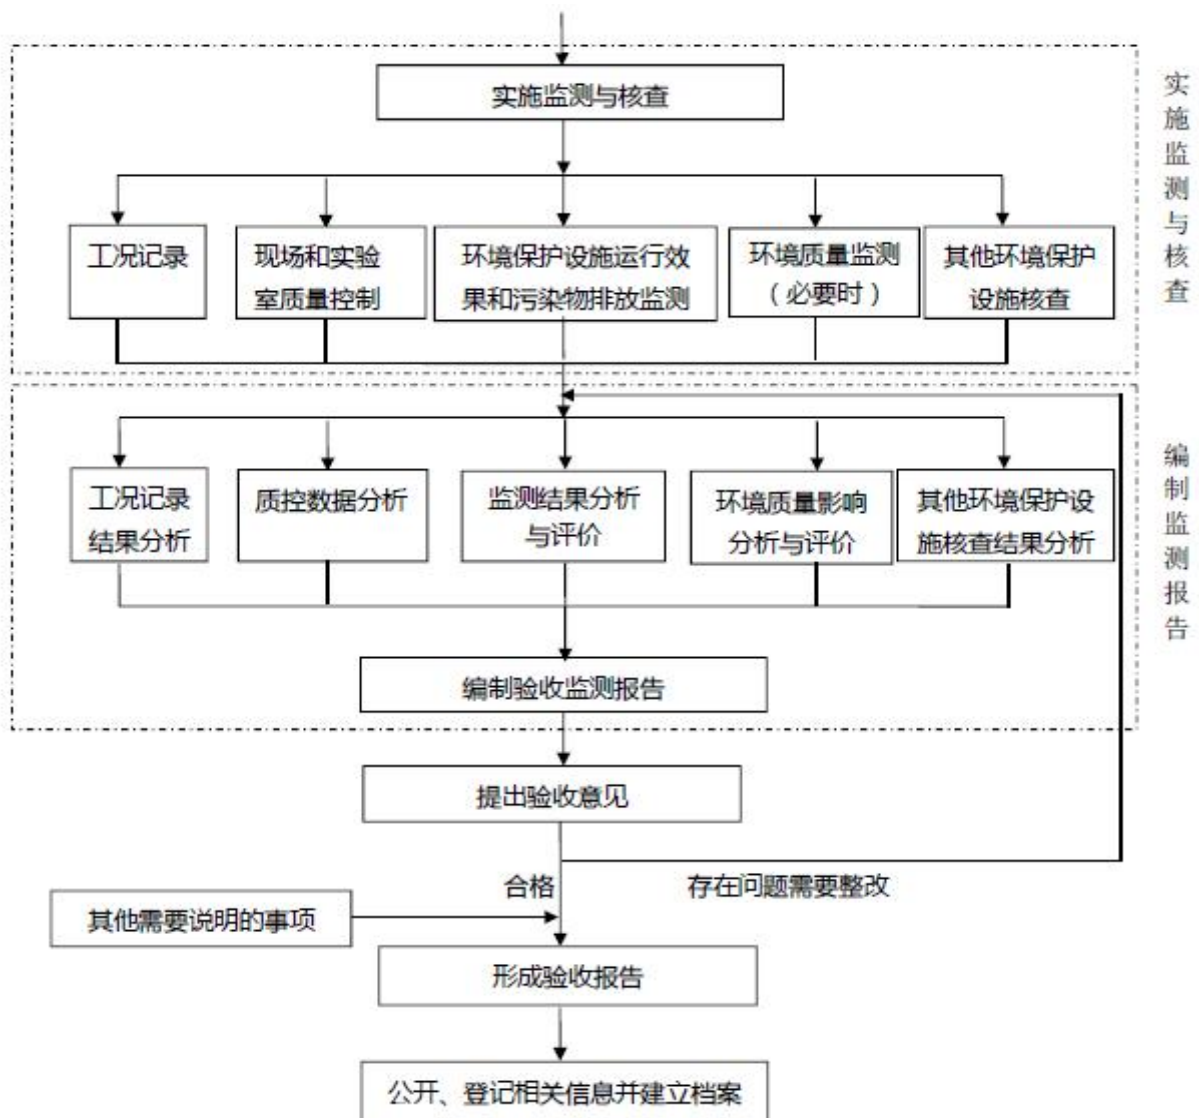 实施监测与核查
实施监测与核查
工况记录
现场和实验
室质量控制
环境保护设施运行效
果和污染物排放监测
环境质量监测
（必要时）
其他环境保护
设施核查
编制监测报告
工况记录
结果分析
质控数据分析
监测结果分析
与评价
环境质量影响
分析与评价
其他环境保护设
施核查结果分析
编制验收监测报告
提出验收意见
合格
存在问题需要整改
其他需要说明的事项
形成验收报告
公开、登记相关信息并建立档案